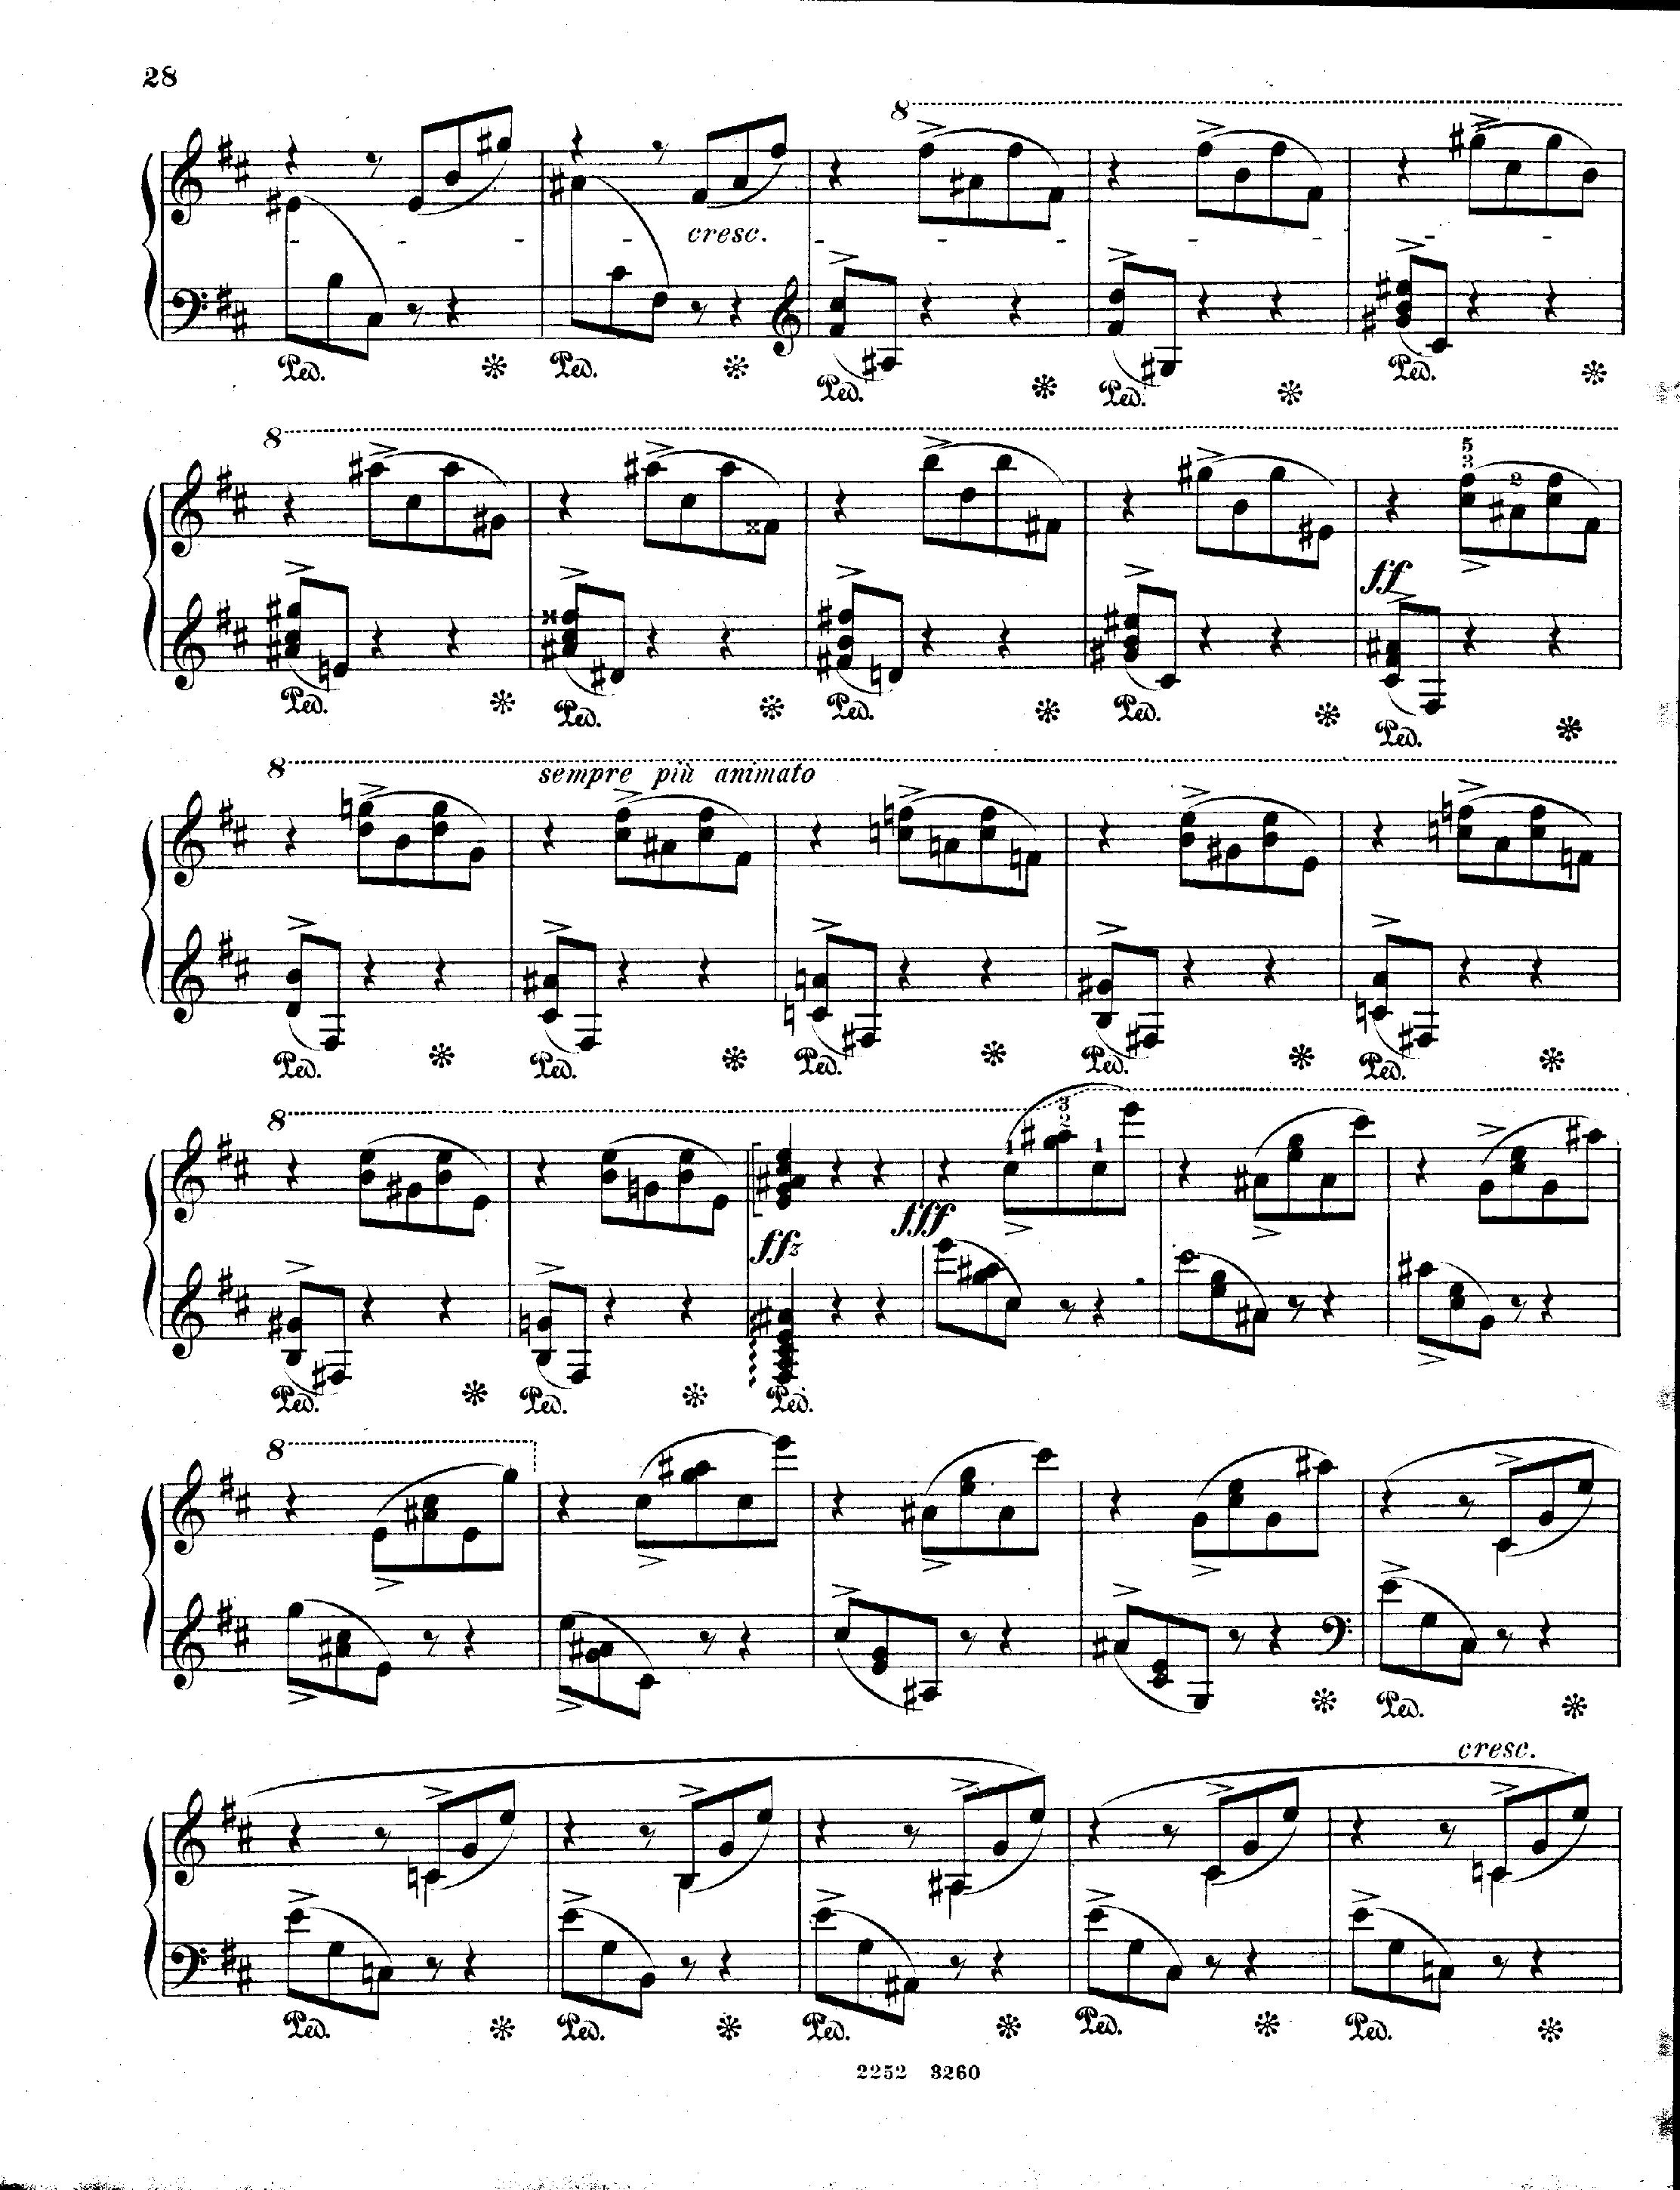 28
8
cresc.
Ped. Ped. Ped. Ped. Ped.
8
5
3 2
ff
Ped. Ped. Ped. Ped. Ped.
8
sempre più animato
Ped. Ped. Ped. Ped. Ped.
8
3
1 2 1
ffz fff
Ped. Ped. Ped.
8
Ped.
cresc.
Ped. Ped. Ped. Ped. Ped.
2252 3260